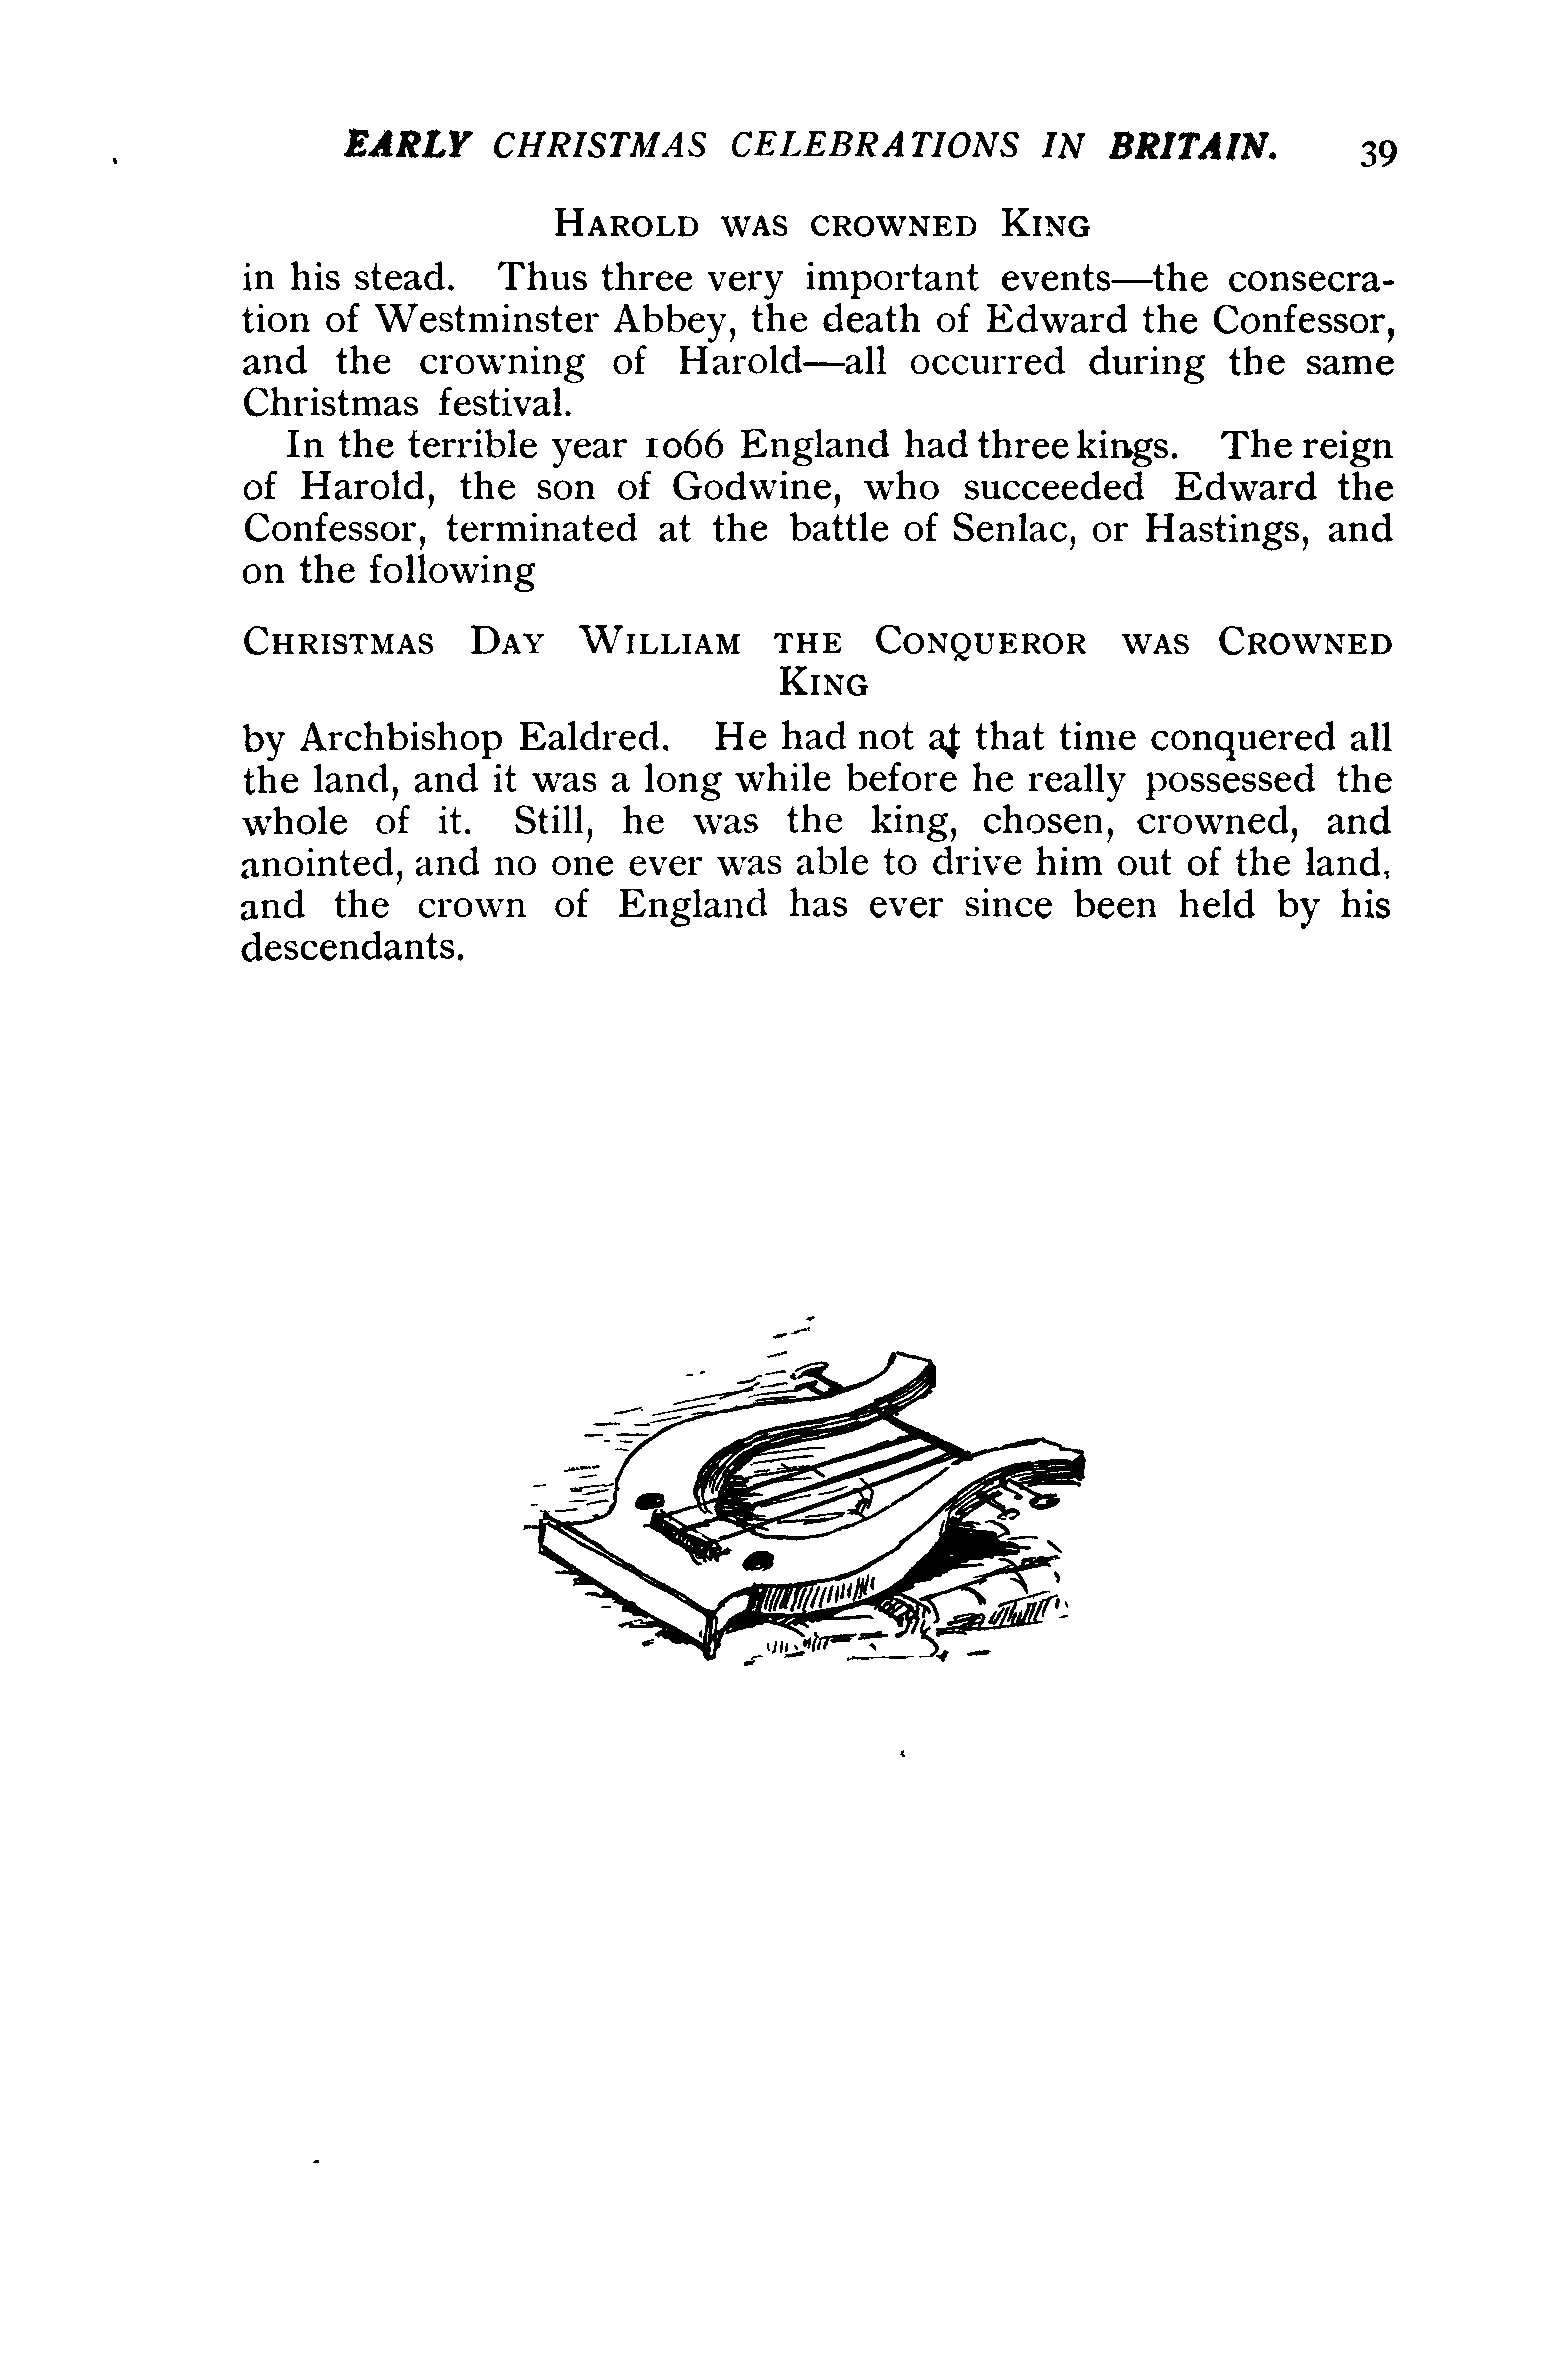 EARLY CHRISTMAS CELEBRATIONS IN BRITAIN. 39
HAROLD WAS CROWNED KING
in his stead. Thus three very important events—the consecra-
tion of Westminster Abbey, the death of Edward the Confessor,
and the crowning of Harold—all occurred during the same
Christmas festival.
In the terrible year 1066 England had three kings. The reign
of Harold, the son of Godwine, who succeeded Edward the
Confessor, terminated at the battle of Senlac, or Hastings, and
on the following
CHRISTMAS DAY WILLIAM THE CONQUEROR WAS CROWNED
KING
by Archbishop Ealdred. He had not at that time conquered all
the land, and it was a long while before he really possessed the
whole of it. Still, he was the king, chosen, crowned, and
anointed, and no one ever was able to drive him out of the land,
and the crown of England has ever since been held by his
descendants.